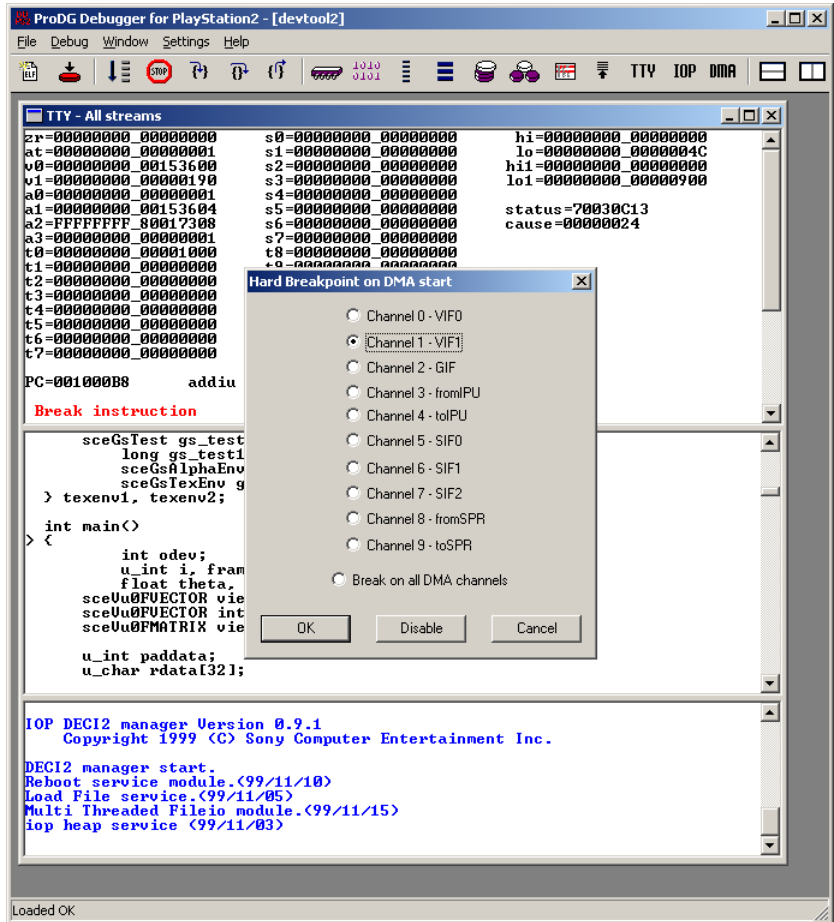 ProDG Debugger for PlayStation2 - [devtool2]
File Debug Window Settings Help
ELF STOP 1010 0101 TTY IOP DMA
TTY - All streams
zr=00000000_00000000 s0=00000000_00000000 hi=00000000_00000000
at=00000000_00000001 s1=00000000_00000000 lo=00000000_0000004C
v0=00000000_00153600 s2=00000000_00000000 hi1=00000000_00000000
v1=00000000_00000190 s3=00000000_00000000 lo1=00000000_00000900
a0=00000000_00000001 s4=00000000_00000000
a1=00000000_00153604 s5=00000000_00000000 status=70030C13
a2=FFFFFFFF_80017308 s6=00000000_00000000 cause=00000024
a3=00000000_00000001 s7=00000000_00000000
t0=00000000_00001000 t8=00000000_00000000
t1=00000000_00000000 t9=00000000_00000000
t2=00000000_00000000
t3=00000000_00000000
t4=00000000_00000000
t5=00000000_00000000
t6=00000000_00000000
t7=00000000_00000000
PC=001000B8 addiu
Break instruction
Hard Breakpoint on DMA start
Channel 0 - VIF0
Channel 1 - VIF1
Channel 2 - GIF
Channel 3 - fromIPU
Channel 4 - toIPU
Channel 5 - SIF0
Channel 6 - SIF1
Channel 7 - SIF2
Channel 8 - fromSPR
Channel 9 - toSPR
Break on all DMA channels
OK Disable Cancel
sceGsTest gs_test
long gs_test1
sceGsAlphaEnv
sceGsTexEnv g
} texenv1, texenv2;
int main()
> {
int odev;
u_int i, fram
float theta,
sceVu0FVECTOR vie
sceVu0FVECTOR int
sceVu0FMATRIX vie
u_int paddata;
u_char rdata[32];
IOP DECI2 manager Version 0.9.1
Copyright 1999 (C) Sony Computer Entertainment Inc.
DECI2 manager start.
Reboot service module.(99/11/10)
Load File service.(99/11/05)
Multi Threaded Fileio module.(99/11/15)
iop heap service (99/11/03)
Loaded OK